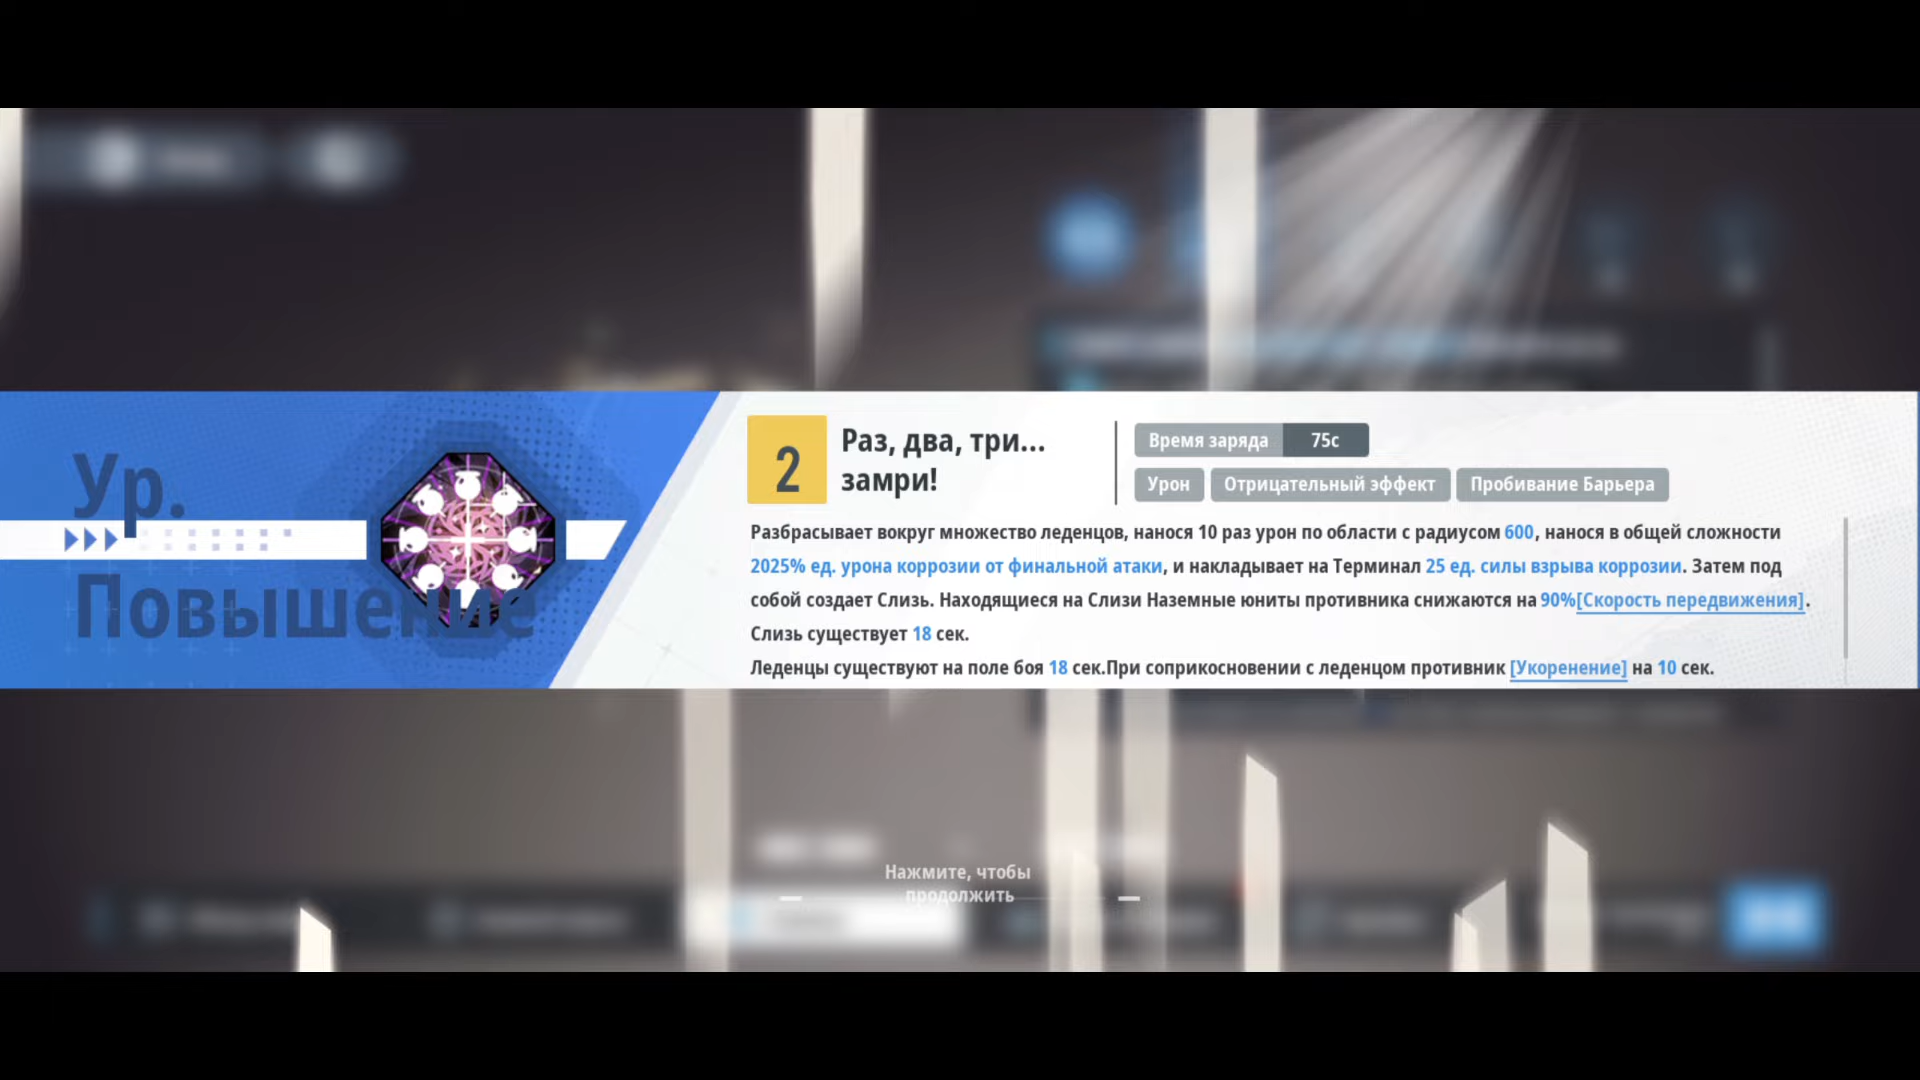 Ур.
Повышение
2
Раз, два, три...
замри!
Время заряда 75с
Урон Отрицательный эффект Пробивание Барьера
Разбрасывает вокруг множество леденцов, нанося 10 раз урон по области с радиусом 600, нанося в общей сложности
2025% ед. урона коррозии от финальной атаки, и накладывает на Терминал 25 ед. силы взрыва коррозии. Затем под
собой создает Слизь. Находящиеся на Слизи Наземные юниты противника снижаются на 90%[Скорость передвижения].
Слизь существует 18 сек.
Леденцы существуют на поле боя 18 сек.При соприкосновении с леденцом противник [Укоренение] на 10 сек.
Нажмите, чтобы
продолжить